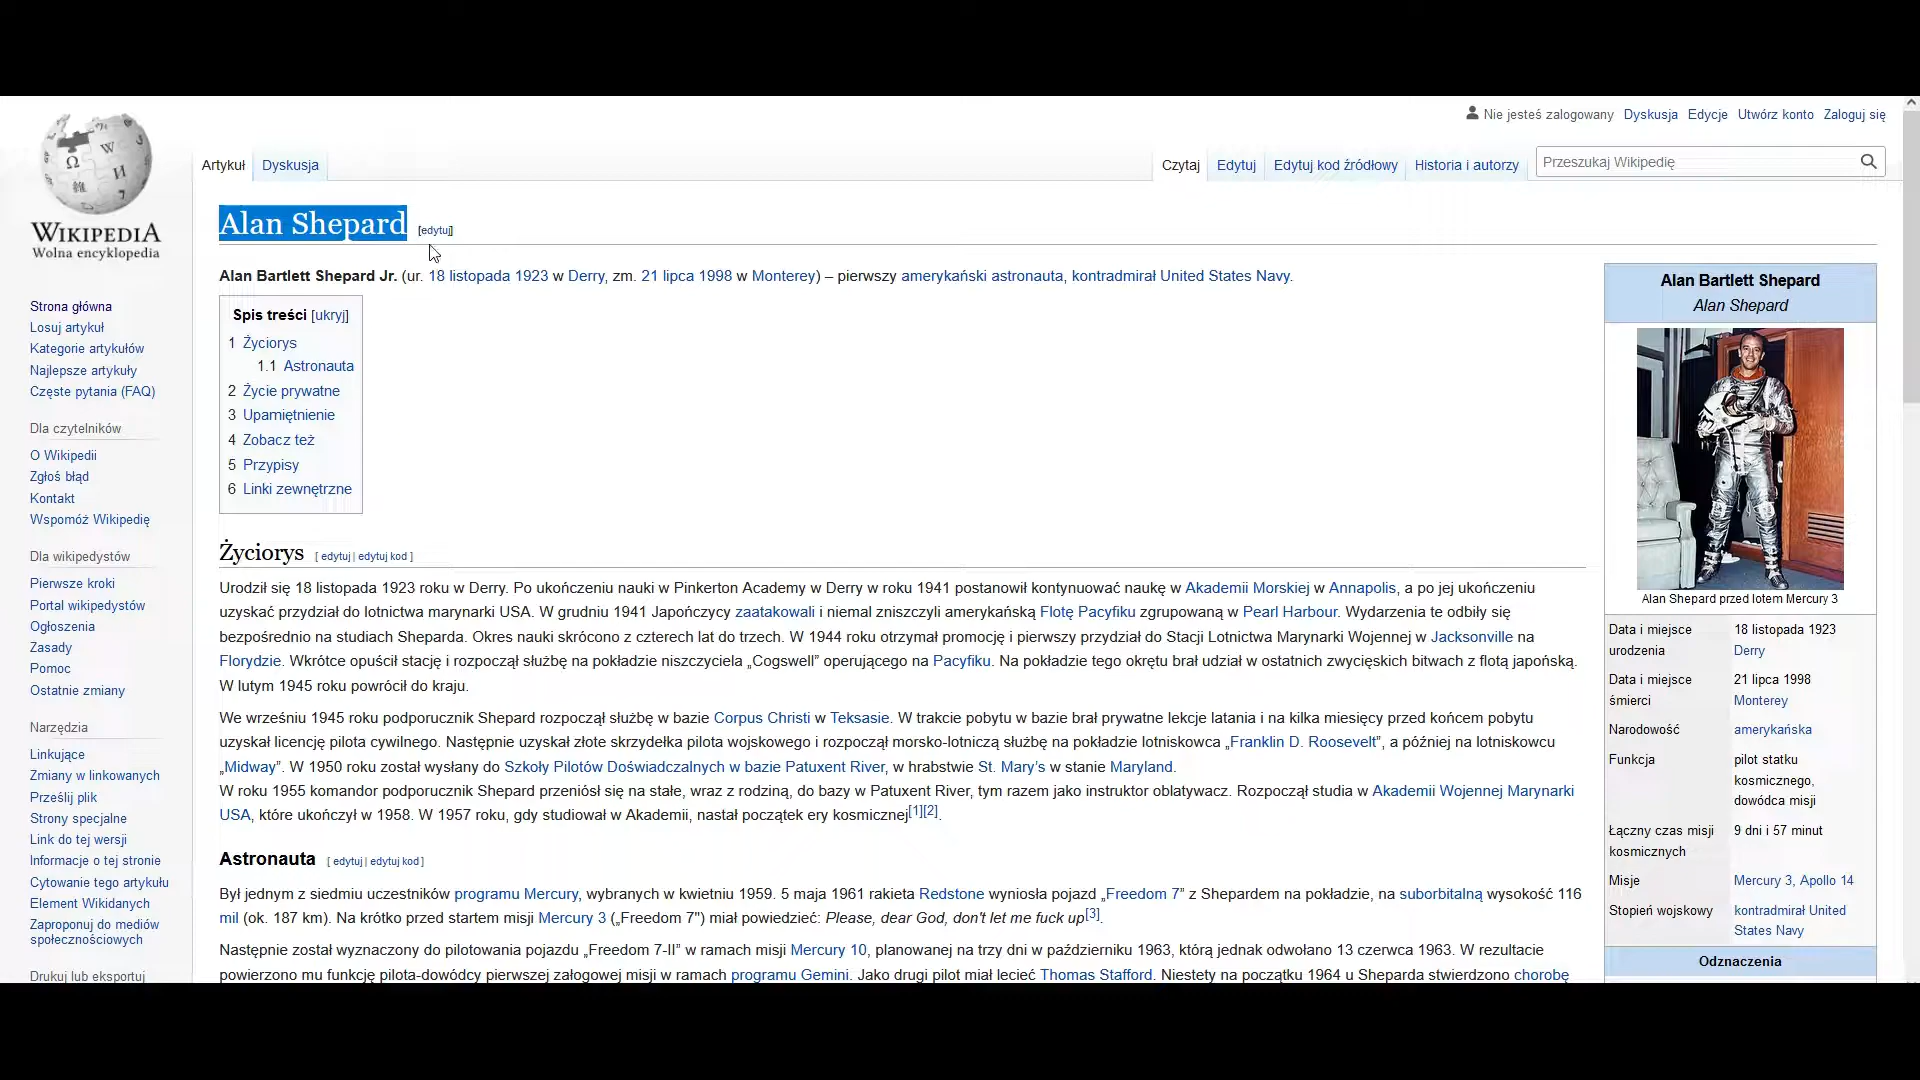 Nie jesteś zalogowany Dyskusja Edycje Utwórz konto Zaloguj się
Artykuł Dyskusja
Czytaj Edytuj Edytuj kod źródłowy Historia i autorzy
Przeszukaj Wikipedię
WIKIPEDIA
Wolna encyklopedia
Strona główna
Losuj artykuł
Kategorie artykułów
Najlepsze artykuły
Częste pytania (FAQ)
Dla czytelników
O Wikipedii
Zgłoś błąd
Kontakt
Wspomóż Wikipedię
Dla wikipedystów
Pierwsze kroki
Portal wikipedystów
Ogłoszenia
Zasady
Pomoc
Ostatnie zmiany
Narzędzia
Linkujące
Zmiany w linkowanych
Prześlij plik
Strony specjalne
Link do tej wersji
Informacje o tej stronie
Cytowanie tego artykułu
Element Wikidanych
Zaproponuj do mediów
społecznościowych
Drukuj lub eksportuj
Alan Shepard [edytuj]
Alan Bartlett Shepard Jr. (ur. 18 listopada 1923 w Derry, zm. 21 lipca 1998 w Monterey) – pierwszy amerykański astronauta, kontradmirał United States Navy.
Spis treści [ukryj]
1 Życiorys
1.1 Astronauta
2 Życie prywatne
3 Upamiętnienie
4 Zobacz też
5 Przypisy
6 Linki zewnętrzne
Życiorys [ edytuj | edytuj kod ]
Urodził się 18 listopada 1923 roku w Derry. Po ukończeniu nauki w Pinkerton Academy w Derry w roku 1941 postanowił kontynuować naukę w Akademii Morskiej w Annapolis, a po jej ukończeniu
uzyskać przydział do lotnictwa marynarki USA. W grudniu 1941 Japończycy zaatakowali i niemal zniszczyli amerykańską Flotę Pacyfiku zgrupowaną w Pearl Harbour. Wydarzenia te odbiły się
bezpośrednio na studiach Sheparda. Okres nauki skrócono z czterech lat do trzech. W 1944 roku otrzymał promocję i pierwszy przydział do Stacji Lotnictwa Marynarki Wojennej w Jacksonville na
Florydzie. Wkrótce opuścił stację i rozpoczął służbę na pokładzie niszczyciela „Cogswell” operującego na Pacyfiku. Na pokładzie tego okrętu brał udział w ostatnich zwycięskich bitwach z flotą japońską.
W lutym 1945 roku powrócił do kraju.
We wrześniu 1945 roku podporucznik Shepard rozpoczął służbę w bazie Corpus Christi w Teksasie. W trakcie pobytu w bazie brał prywatne lekcje latania i na kilka miesięcy przed końcem pobytu
uzyskał licencję pilota cywilnego. Następnie uzyskał złote skrzydełka pilota wojskowego i rozpoczął morsko-lotniczą służbę na pokładzie lotniskowca „Franklin D. Roosevelt”, a później na lotniskowcu
„Midway”. W 1950 roku został wysłany do Szkoły Pilotów Doświadczalnych w bazie Patuxent River, w hrabstwie St. Mary’s w stanie Maryland.
W roku 1955 komandor podporucznik Shepard przeniósł się na stałe, wraz z rodziną, do bazy w Patuxent River, tym razem jako instruktor oblatywacz. Rozpoczął studia w Akademii Wojennej Marynarki
USA, które ukończył w 1958. W 1957 roku, gdy studiował w Akademii, nastał początek ery kosmicznej[1][2].
Astronauta [ edytuj | edytuj kod ]
Był jednym z siedmiu uczestników programu Mercury, wybranych w kwietniu 1959. 5 maja 1961 rakieta Redstone wyniosła pojazd „Freedom 7” z Shepardem na pokładzie, na suborbitalną wysokość 116
mil (ok. 187 km). Na krótko przed startem misji Mercury 3 („Freedom 7") miał powiedzieć: Please, dear God, don't let me fuck up[3].
Następnie został wyznaczony do pilotowania pojazdu „Freedom 7-II” w ramach misji Mercury 10, planowanej na trzy dni w październiku 1963, którą jednak odwołano 13 czerwca 1963. W rezultacie
powierzono mu funkcję pilota-dowódcy pierwszej załogowej misji w ramach programu Gemini. Jako drugi pilot miał lecieć Thomas Stafford. Niestety na początku 1964 u Sheparda stwierdzono chorobę
Alan Bartlett Shepard
Alan Shepard
Alan Shepard przed lotem Mercury 3
Data i miejsce urodzenia 18 listopada 1923
Derry
Data i miejsce śmierci 21 lipca 1998
Monterey
Narodowość amerykańska
Funkcja pilot statku
kosmicznego,
dowódca misji
Łączny czas misji kosmicznych 9 dni i 57 minut
Misje Mercury 3, Apollo 14
Stopień wojskowy kontradmirał United
States Navy
Odznaczenia